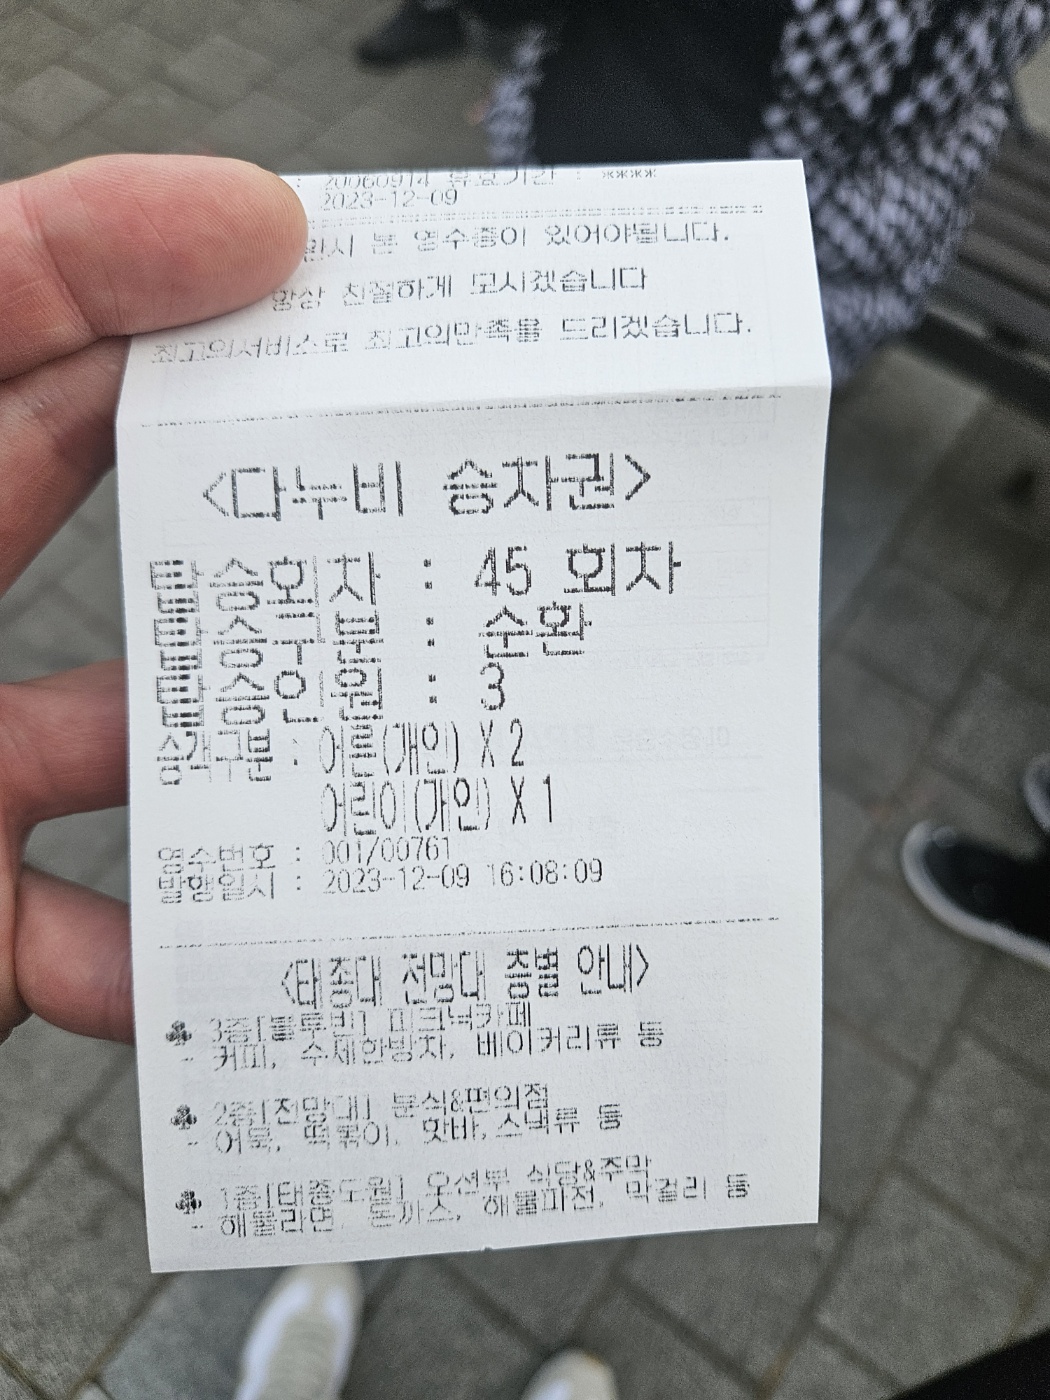 : 20060914 유효기간 : ****
2023-12-09
본 영수증이 있어야됩니다.
항상 친절하게 모시겠습니다
최고의서비스로 최고의만족을 드리겠습니다.
<다누비 승차권>
탑승회차 : 45 회차
탑승구분 : 순환
탑승인원 : 3
승객구분 : 어른(개인) X 2
어린이(개인) X 1
영수번호 : 001/00761
발행일시 : 2023-12-09 16:08:09
<태종대 전망대 층별 안내>
♣ 3층[블루빈] 피크닉카페
- 커피, 수제한방차, 베이커리류 등
♣ 2층[전망대] 분식&편의점
- 어묵, 떡볶이, 핫바, 스낵류 등
♣ 1층[태종도원] 오션뷰 식당&주막
- 해물라면, 돈까스, 해물파전, 막걸리 등